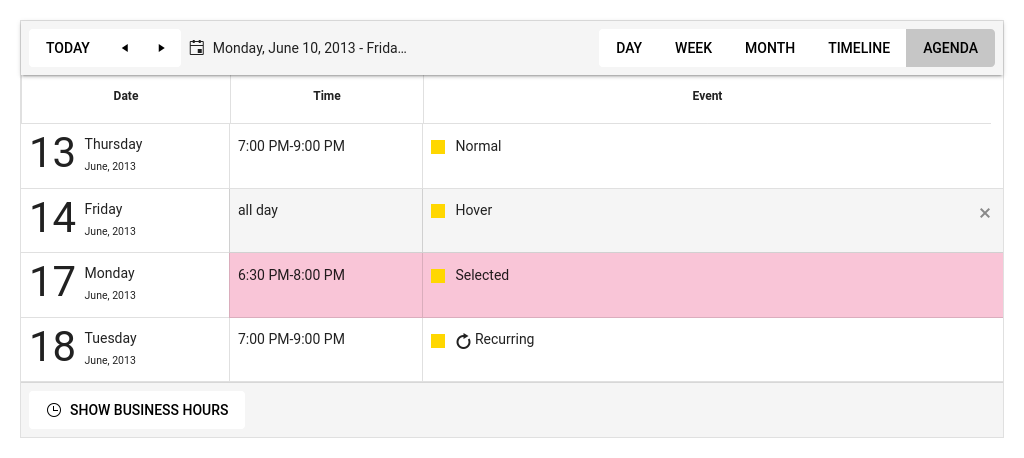 TODAY Monday, June 10, 2013 - Frida… DAY WEEK MONTH TIMELINE AGENDA
Date Time Event
13 Thursday 7:00 PM-9:00 PM Normal
June, 2013
14 Friday all day Hover
June, 2013
17 Monday 6:30 PM-8:00 PM Selected
June, 2013
18 Tuesday 7:00 PM-9:00 PM Recurring
June, 2013
SHOW BUSINESS HOURS